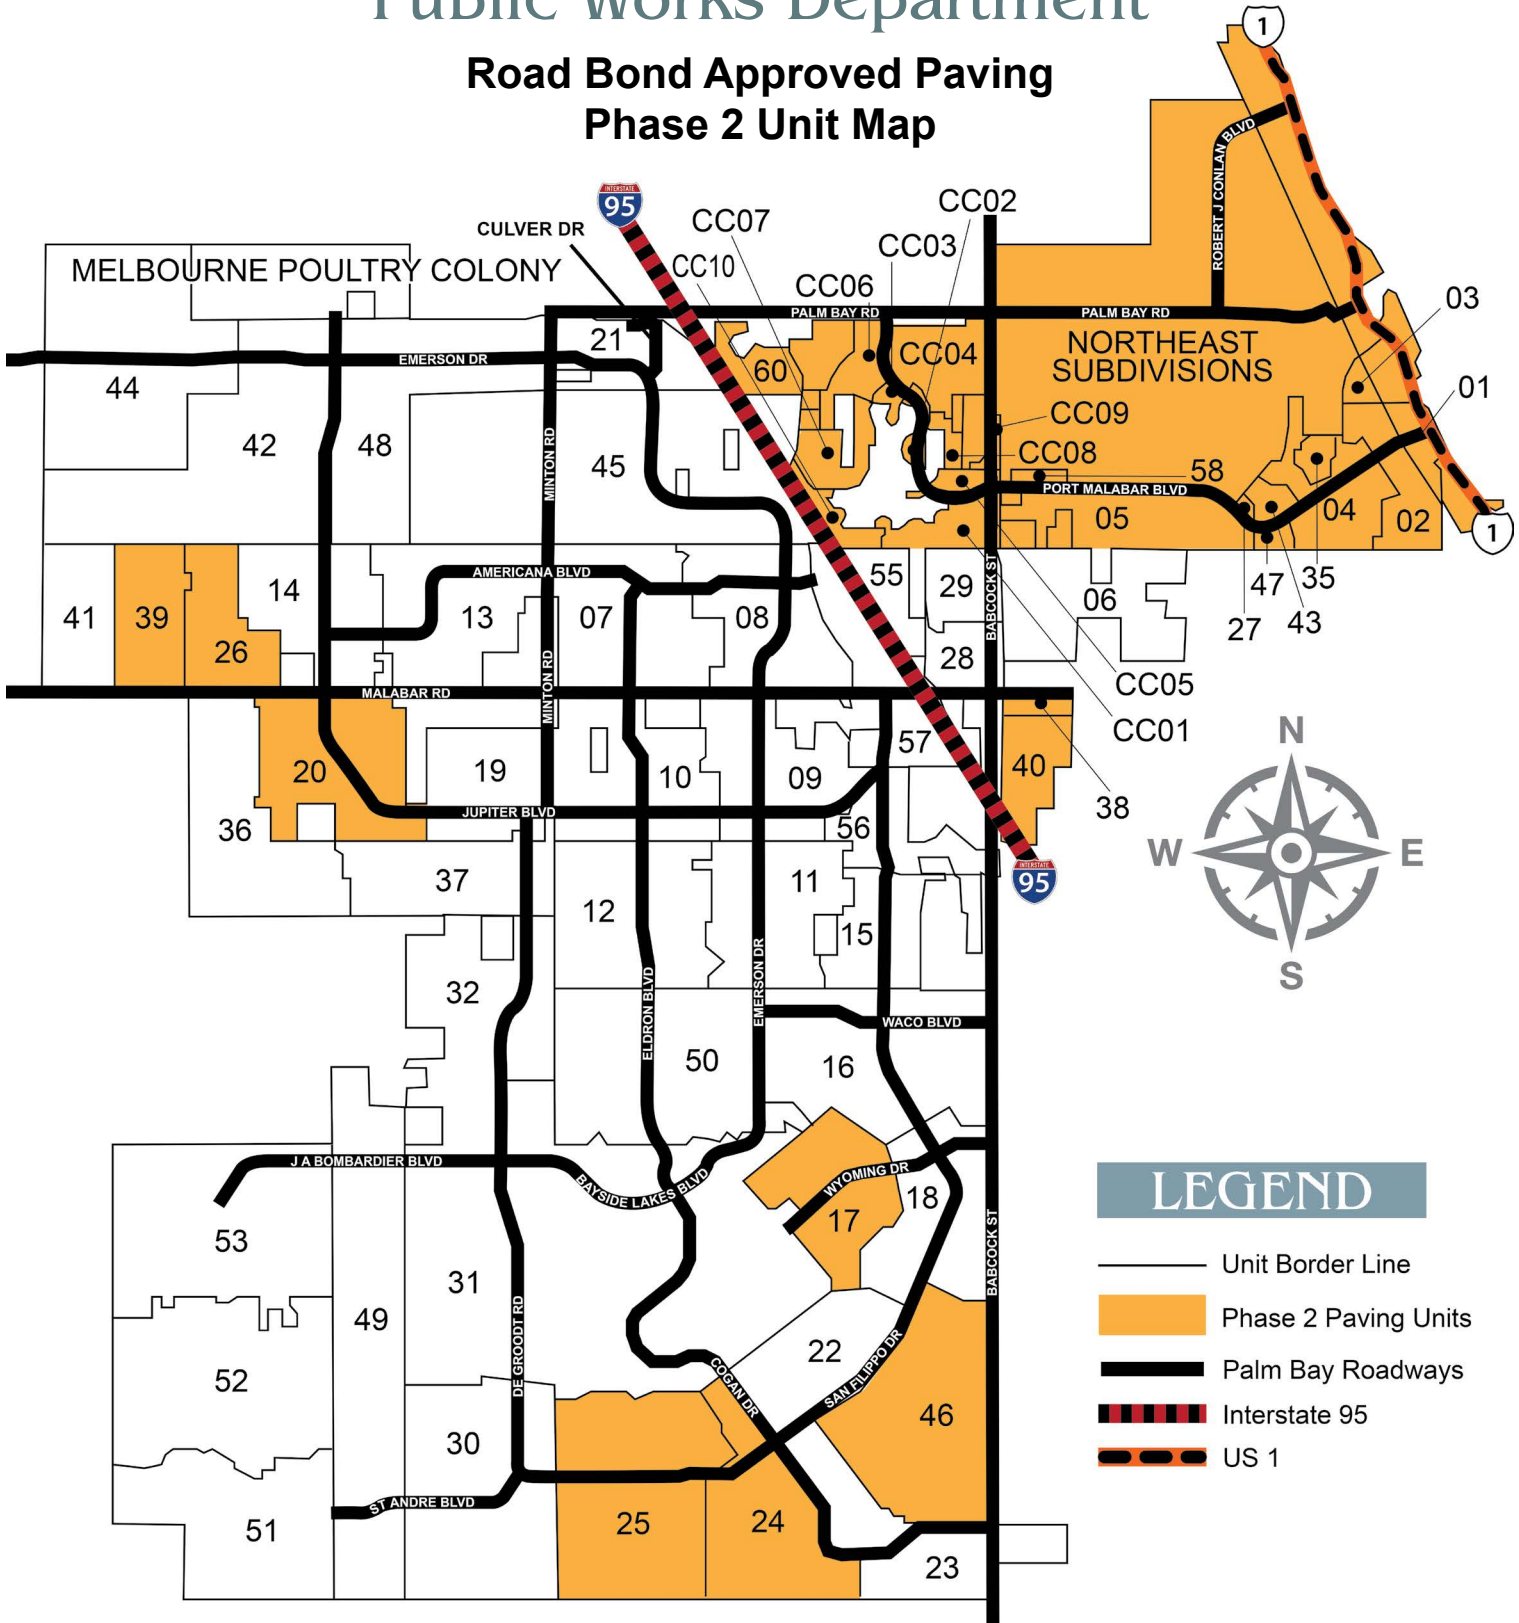 Public Works Department
Road Bond Approved Paving
Phase 2 Unit Map
1
ROBERT J CONLAN BLVD
INTERSTATE
95
CC02
CC07
CULVER DR
CC03
CC10
MELBOURNE POULTRY COLONY
CC06
03
PALM BAY RD
PALM BAY RD
21
NORTHEAST
SUBDIVISIONS
CC04
EMERSON DR
60
44
01
CC09
42
48
MINTON RD
45
CC08
58
PORT MALABAR BLVD
05
04
02
1
AMERICANA BLVD
55
29
BABCOCK ST
47
35
14
06
41
39
13
07
08
27
43
26
28
MINTON RD
CC05
MALABAR RD
CC01
57
N
20
19
10
09
40
38
JUPITER BLVD
36
56
W
E
37
11
INTERSTATE
95
12
15
S
32
ELDRON BLVD
EMERSON DR
WACO BLVD
50
16
J A BOMBARDIER BLVD
BAYSIDE LAKES BLVD
WYOMING DR
18
LEGEND
17
53
BABCOCK ST
Unit Border Line
31
49
Phase 2 Paving Units
DE GROODT RD
22
SAN FILIPPO DR
52
COGAN DR
Palm Bay Roadways
46
Interstate 95
30
US 1
ST ANDRE BLVD
51
25
24
23